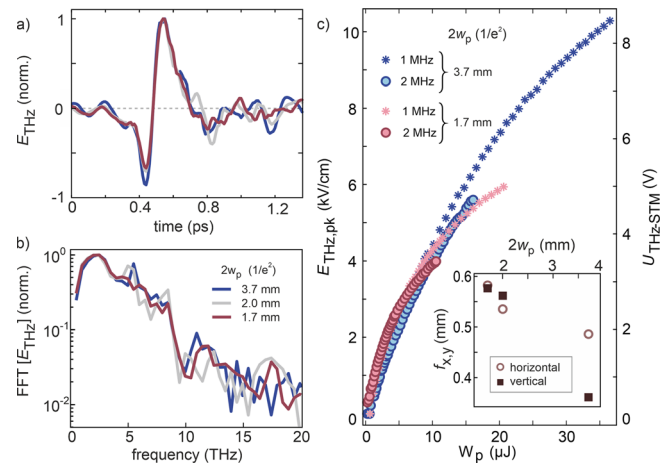 a)
E_THz (norm.)
1
0
-1
0
0.4
0.8
1.2
time (ps)
b)
FFT [E_THz] (norm.)
10⁰
10⁻¹
10⁻²
2w_p (1/e²)
3.7 mm
2.0 mm
1.7 mm
0
5
10
15
20
frequency (THz)
c)
E_THz,pk (kV/cm)
10
8
6
4
2
0
2w_p (1/e²)
1 MHz
2 MHz
3.7 mm
1 MHz
2 MHz
1.7 mm
0
10
20
30
W_p (µJ)
U_THz-STM (V)
8
6
4
2
0
2w_p (mm)
2
3
4
f_x,y (mm)
0.6
0.5
0.4
horizontal
vertical